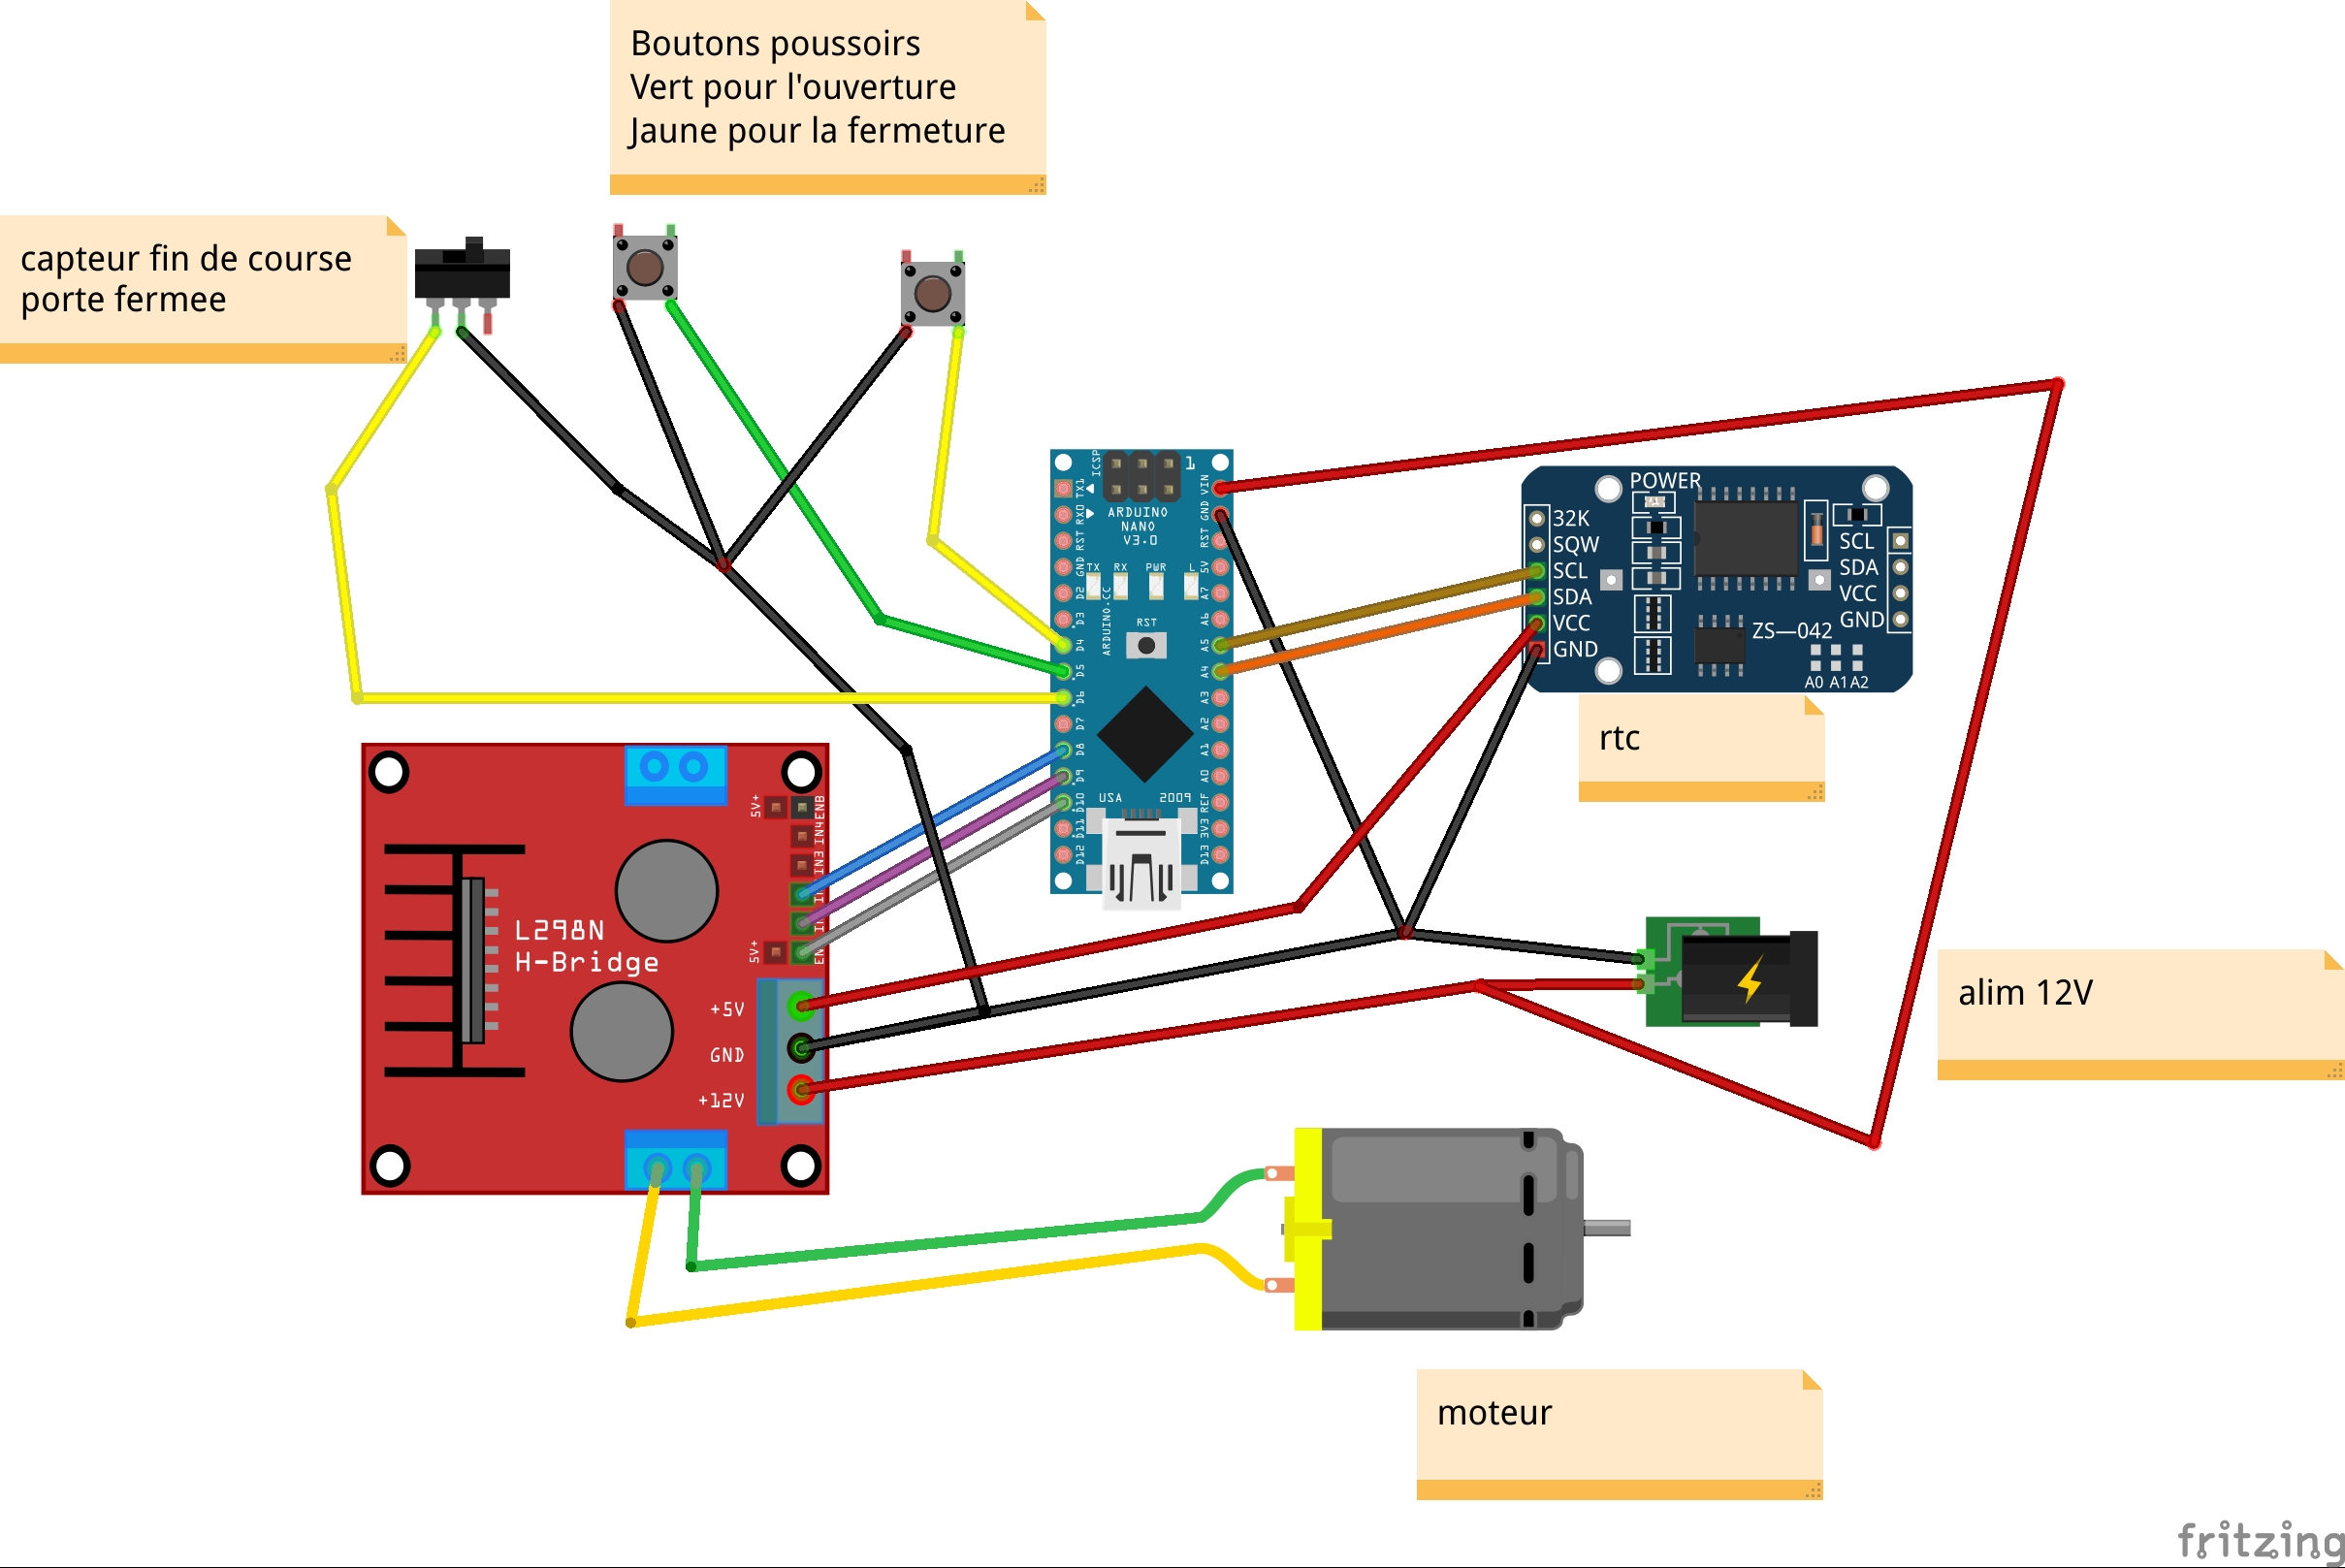 Boutons poussoirs
Vert pour l'ouverture
Jaune pour la fermeture
capteur fin de course
porte fermee
ICSP
1
ARDUINO
NANO
V3.0
TX RX PWR L
RST
ARDUINO.CC
USA 2009
TX1
RX0
RST
GND
D2
D3
D4
D5
D6
D7
D8
D9
D10
D11
D12
VIN
GND
RST
5V
A7
A6
A5
A4
A3
A2
A1
A0
REF
3V3
D13
POWER
32K
SQW
SCL
SDA
VCC
GND
SCL
SDA
VCC
GND
ZS—042
A0 A1 A2
rtc
5V+
ENB
IN4
IN3
5V+
L298N
H-Bridge
+5V
GND
+12V
alim 12V
moteur
fritzing